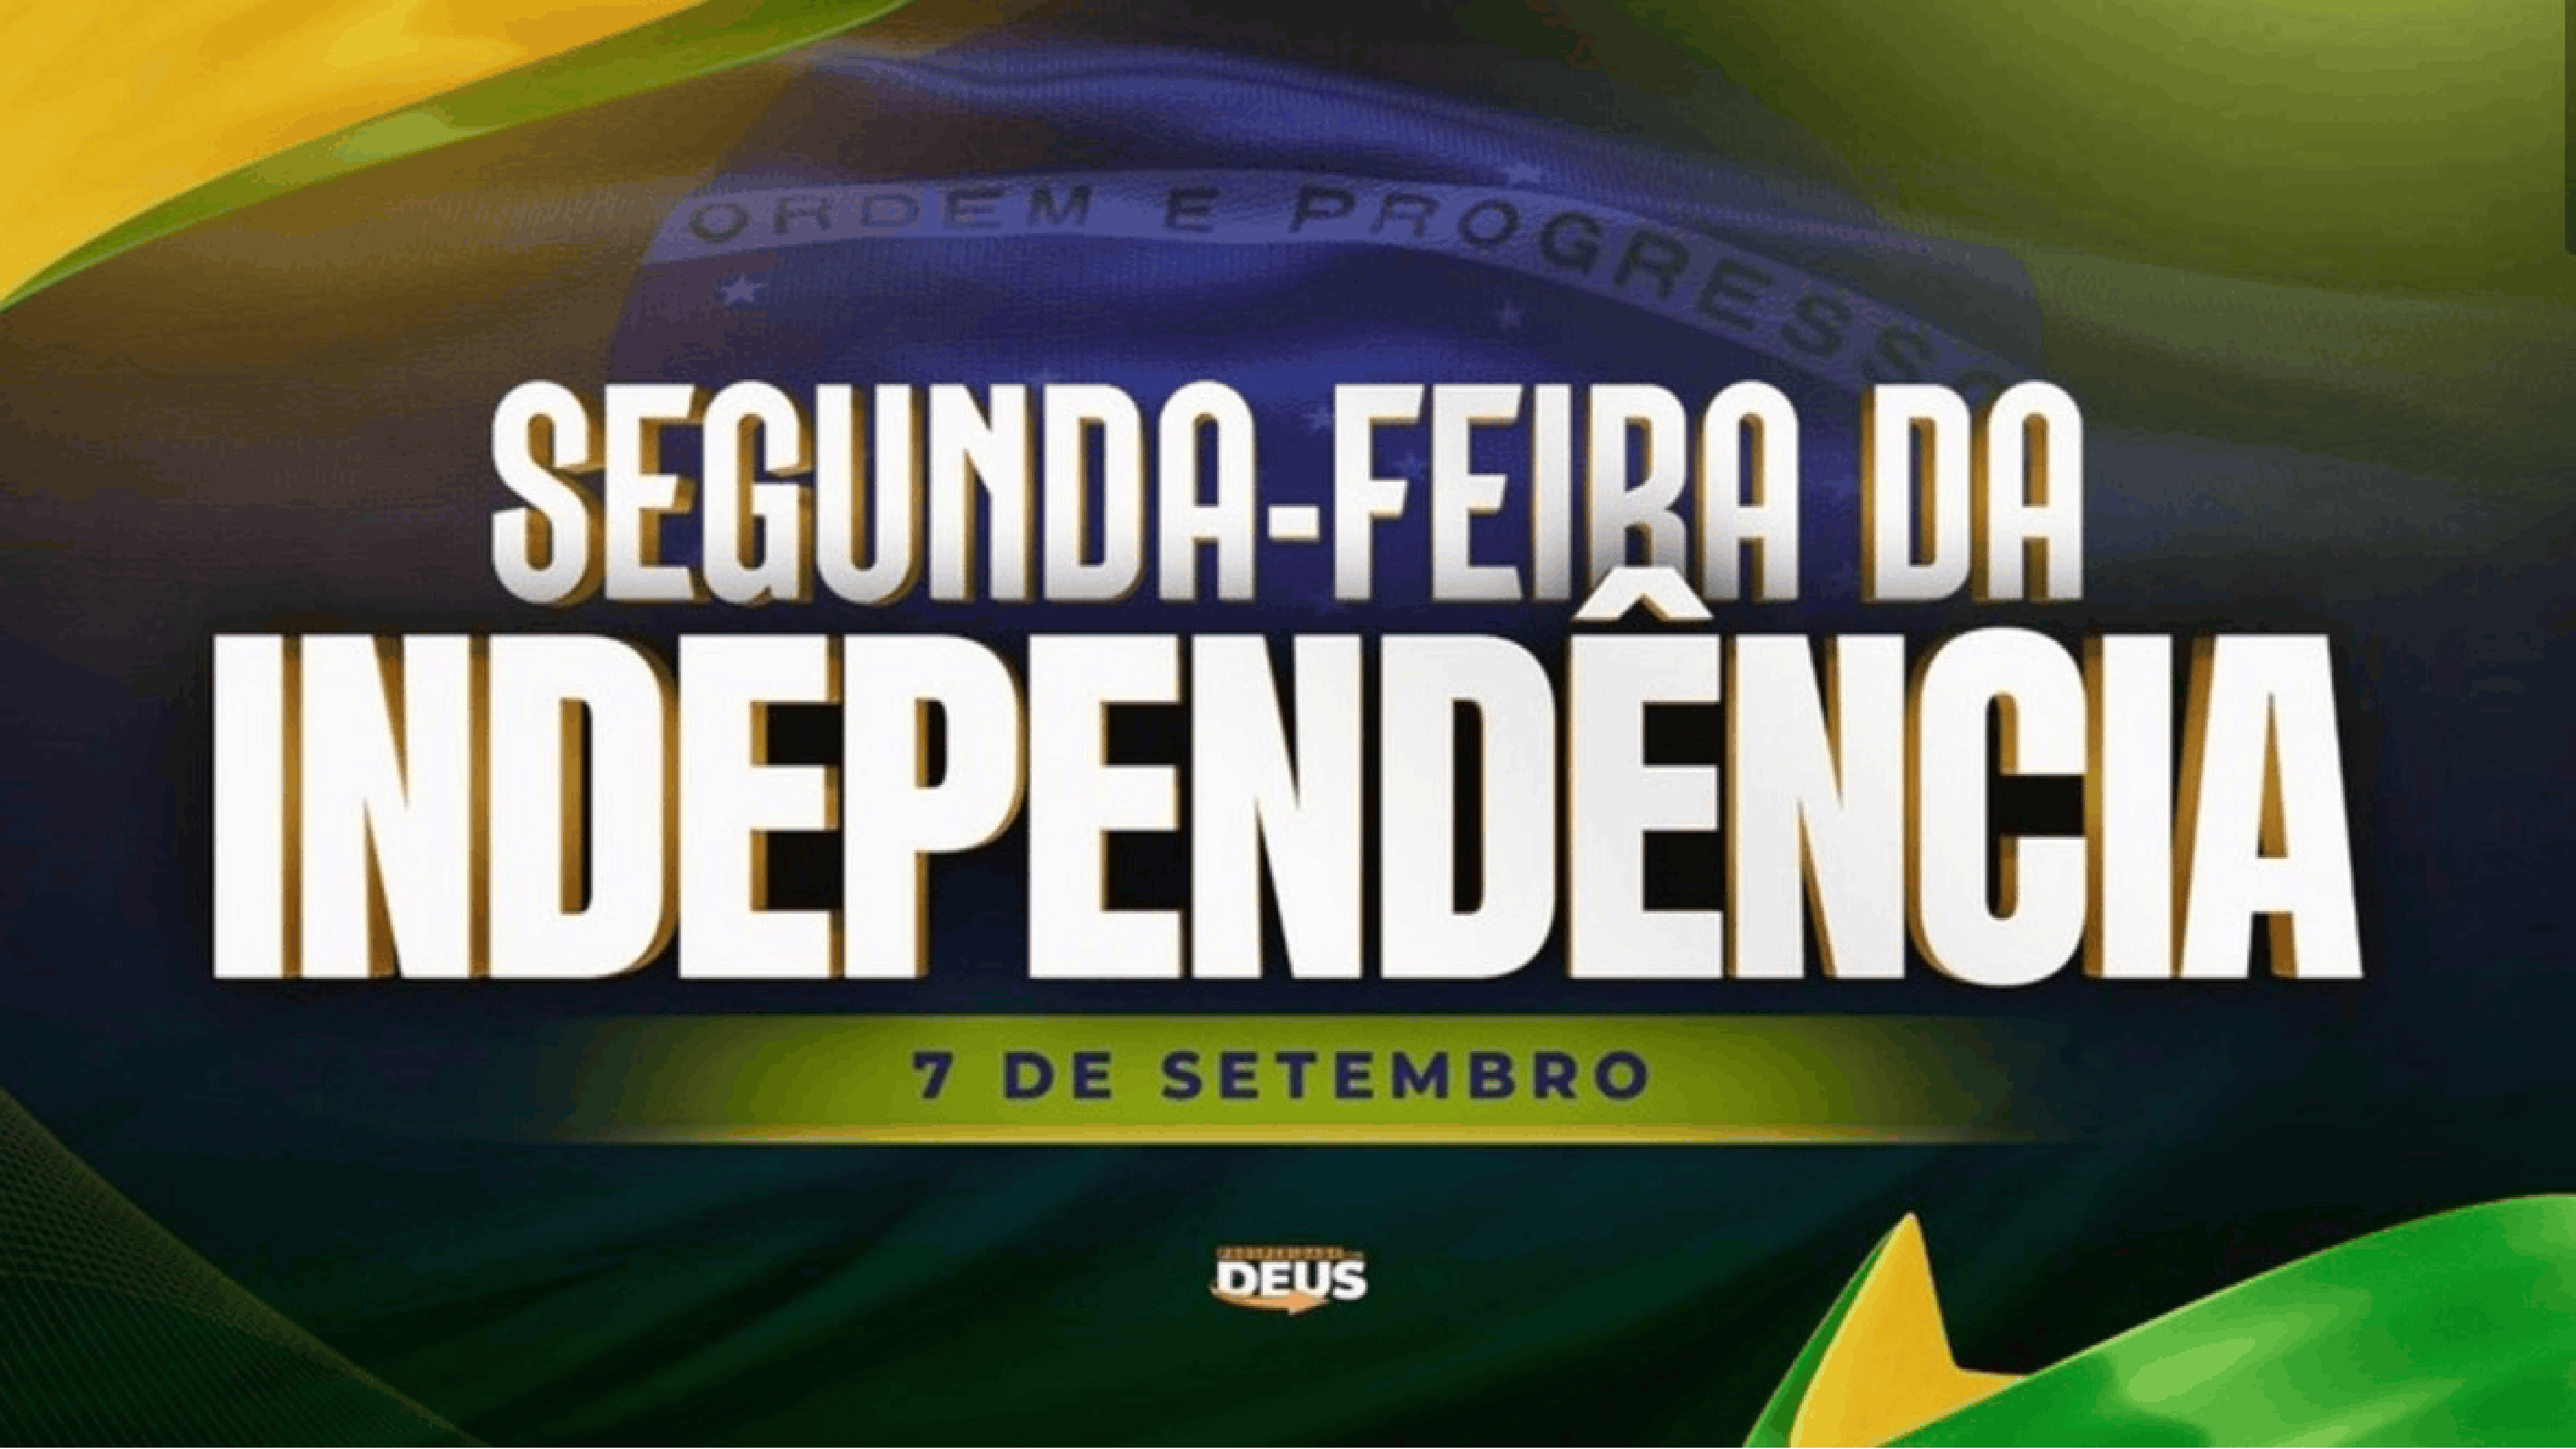 ORDEM E PROGRESSO
SEGUNDA-FEIRA DA
INDEPENDÊNCIA
7 DE SETEMBRO
DEUS